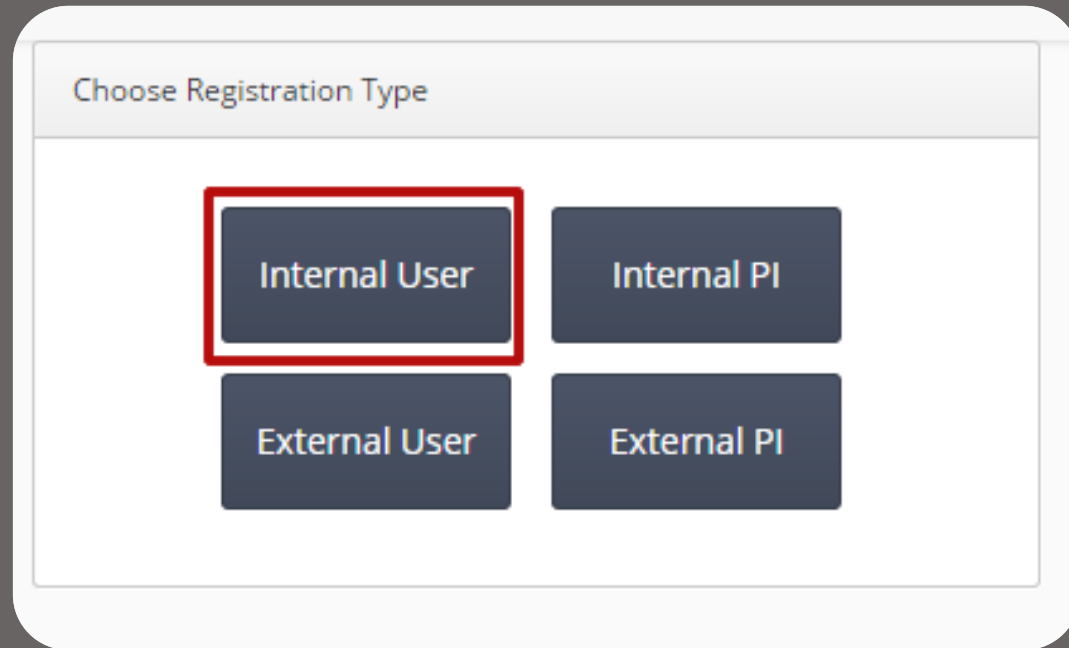 Choose Registration Type
Internal User
Internal PI
External User
External PI